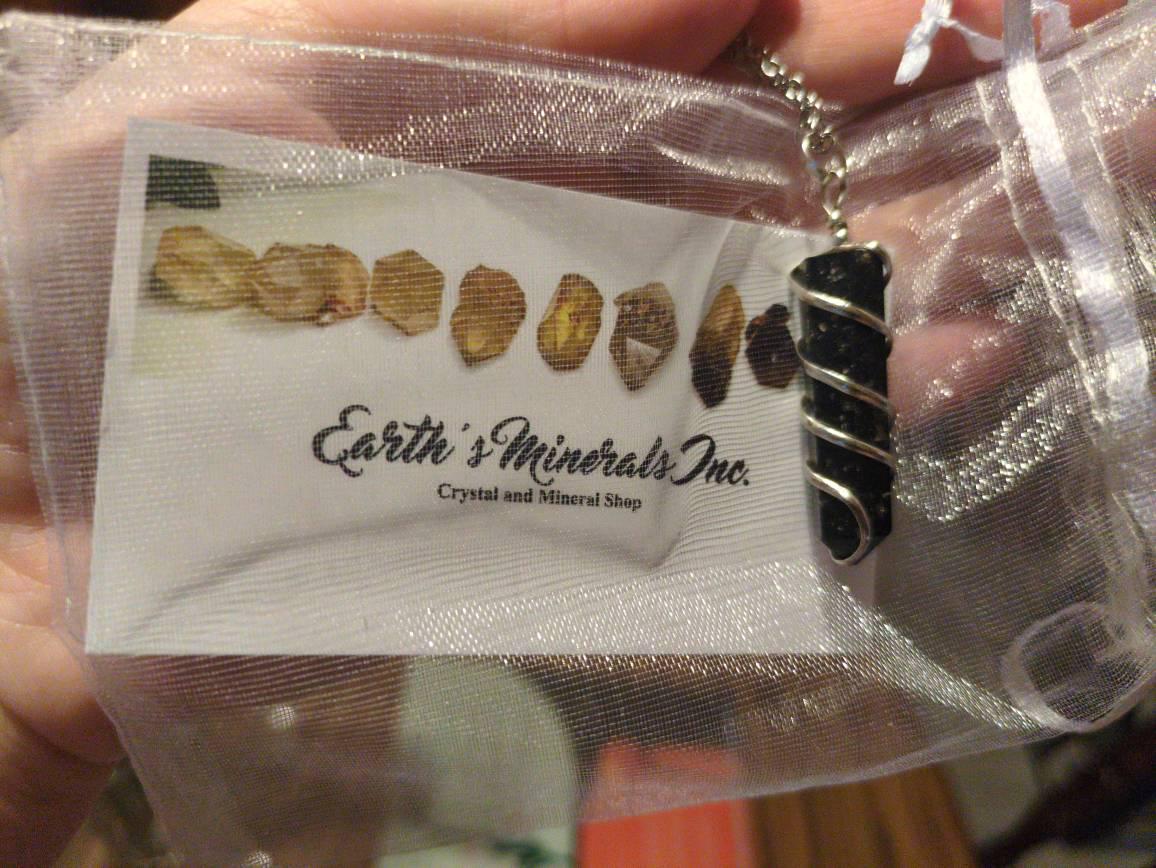 Earth's Minerals Inc.
Crystal and Mineral Shop